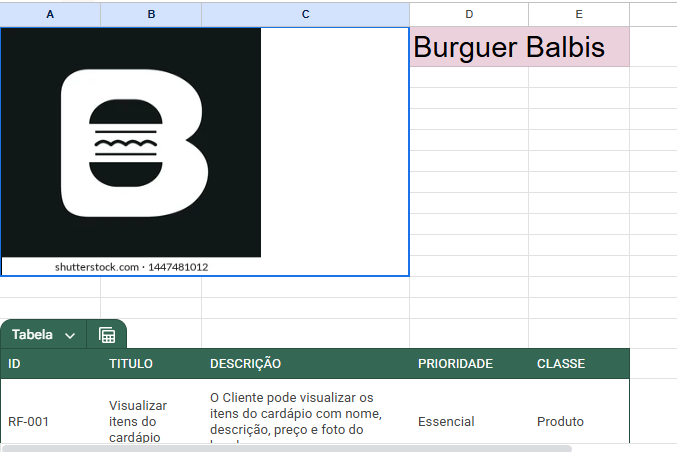 A B C D E
Burguer Balbis
B
shutterstock.com · 1447481012
Tabela
ID TITULO DESCRIÇÃO PRIORIDADE CLASSE
RF-001 Visualizar itens do cardápio O Cliente pode visualizar os itens do cardápio com nome, descrição, preço e foto do Essencial Produto